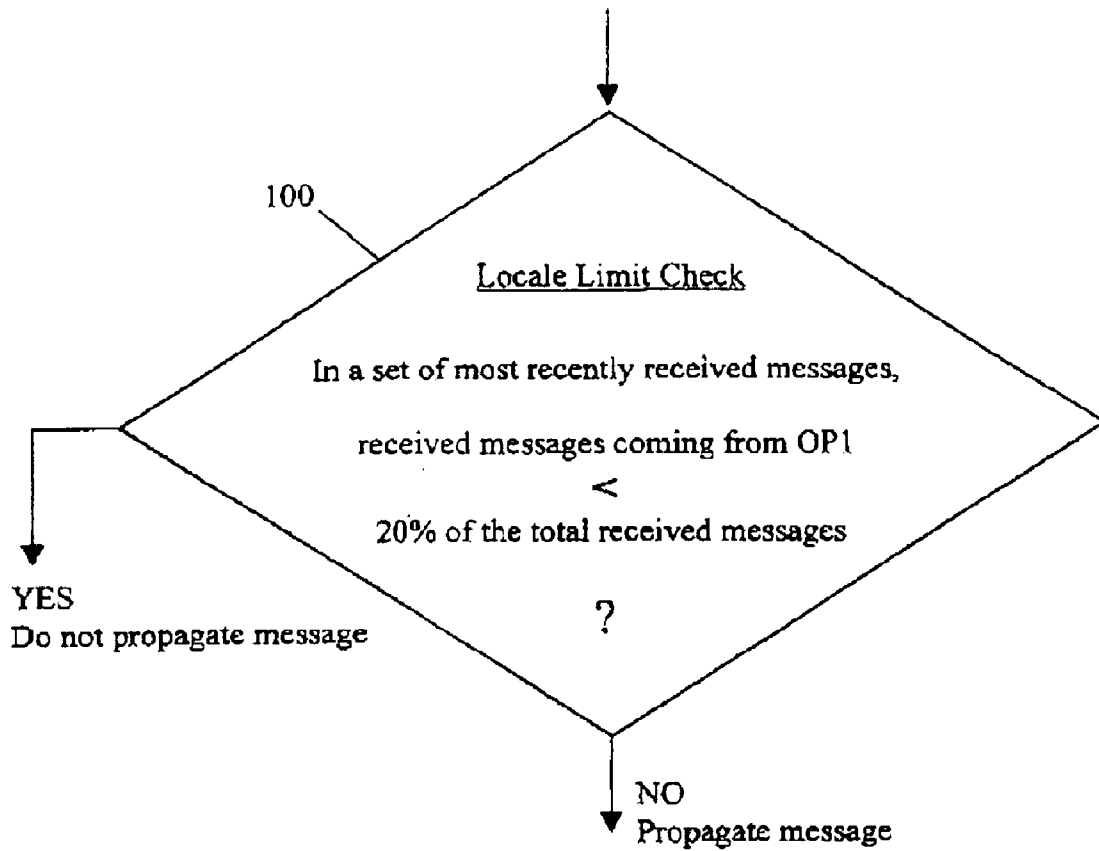 100
Locale Limit Check
In a set of most recently received messages,
received messages coming from OP1
<
20% of the total received messages
?
YES
Do not propagate message
NO
Propagate message